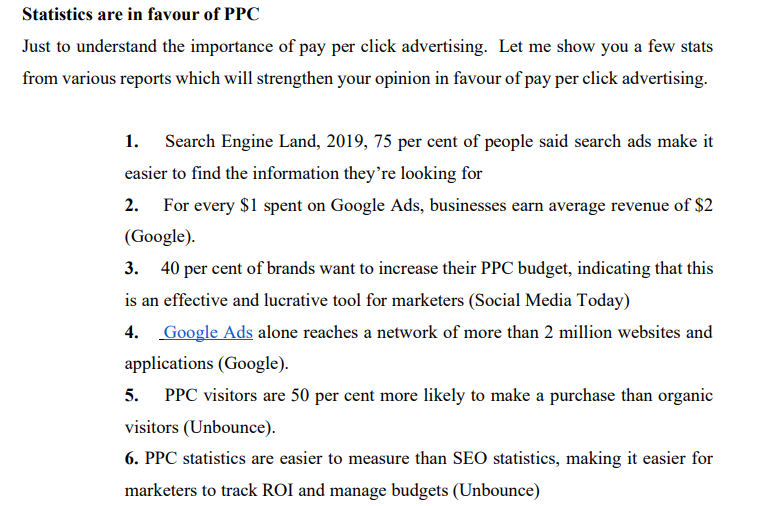 Statistics are in favour of PPC
Just to understand the importance of pay per click advertising. Let me show you a few stats
from various reports which will strengthen your opinion in favour of pay per click advertising.
1. Search Engine Land, 2019, 75 per cent of people said search ads make it
easier to find the information they’re looking for
2. For every $1 spent on Google Ads, businesses earn average revenue of $2
(Google).
3. 40 per cent of brands want to increase their PPC budget, indicating that this
is an effective and lucrative tool for marketers (Social Media Today)
4. Google Ads alone reaches a network of more than 2 million websites and
applications (Google).
5. PPC visitors are 50 per cent more likely to make a purchase than organic
visitors (Unbounce).
6. PPC statistics are easier to measure than SEO statistics, making it easier for
marketers to track ROI and manage budgets (Unbounce)